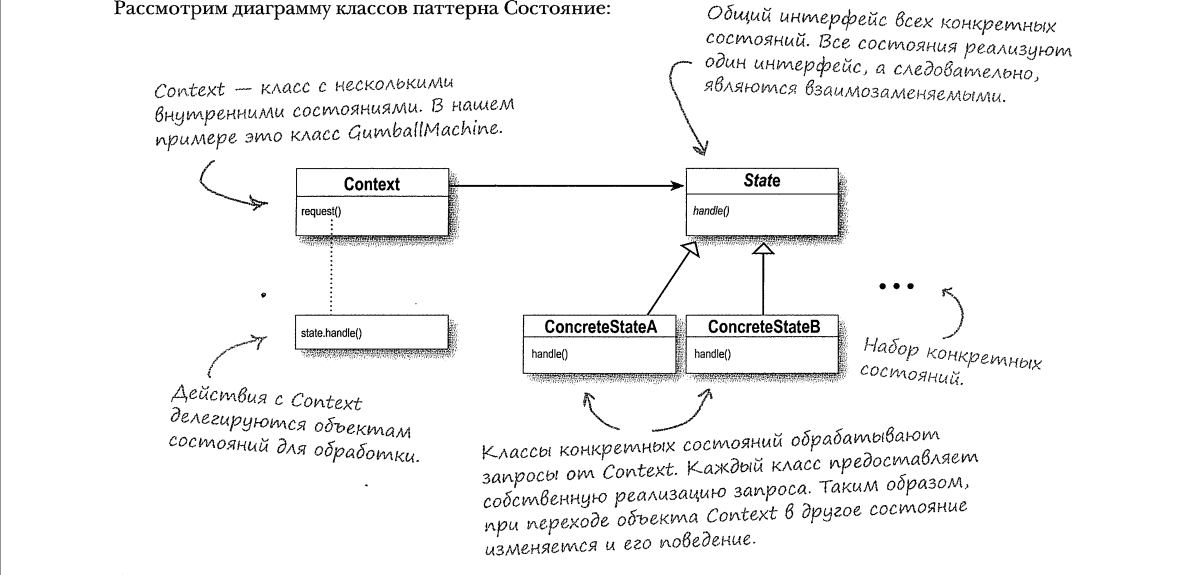 Рассмотрим диаграмму классов паттерна Состояние:
Общий интерфейс всех конкретных
состояний. Все состояния реализуют
один интерфейс, а следовательно,
являются взаимозаменяемыми.
Context — класс с несколькими
внутренними состояниями. В нашем
примере это класс GumballMachine.
Context
request()
State
handle()
state.handle()
ConcreteStateA
handle()
ConcreteStateB
handle()
Набор конкретных
состояний.
Действия с Context
делегируются объектам
состояний для обработки.
Классы конкретных состояний обрабатывают
запросы от Context. Каждый класс предоставляет
собственную реализацию запроса. Таким образом,
при переходе объекта Context в другое состояние
изменяется и его поведение.